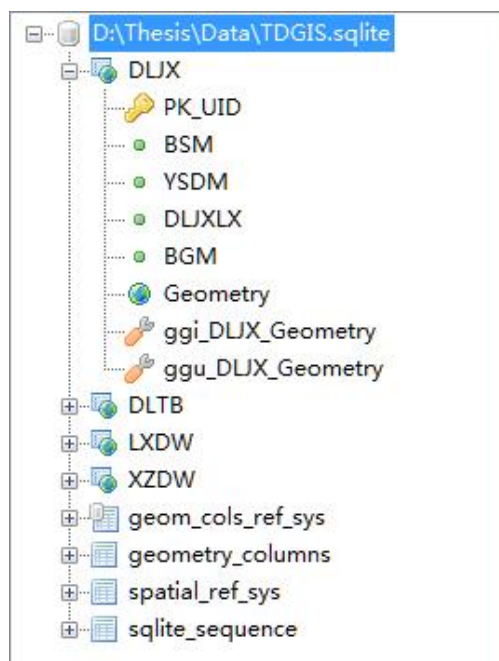 D:\Thesis\Data\TDGIS.sqlite
DLJX
PK_UID
BSM
YSDM
DLJXLX
BGM
Geometry
ggi_DLJX_Geometry
ggu_DLJX_Geometry
DLTB
LXDW
XZDW
geom_cols_ref_sys
geometry_columns
spatial_ref_sys
sqlite_sequence